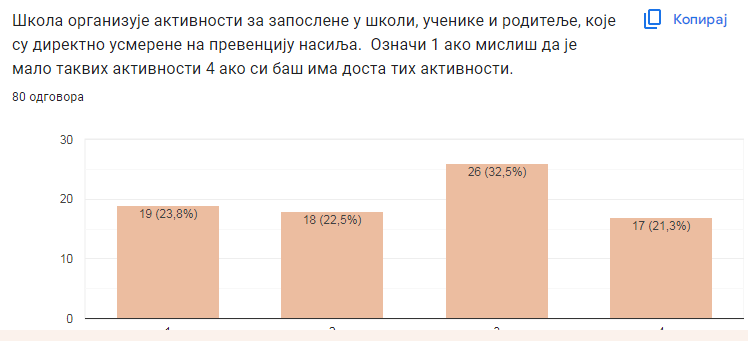 Школа организује активности за запослене у школи, ученике и родитеље, које
су директно усмерене на превенцију насиља. Означи 1 ако мислиш да је
мало таквих активности 4 ако си баш има доста тих активности.
Копирај
80 одговора
30
20
10
0
19 (23,8%)
18 (22,5%)
26 (32,5%)
17 (21,3%)